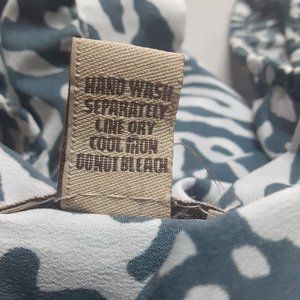 HAND WASH
SEPARATELY
LINE DRY
COOL IRON
DO NOT BLEACH